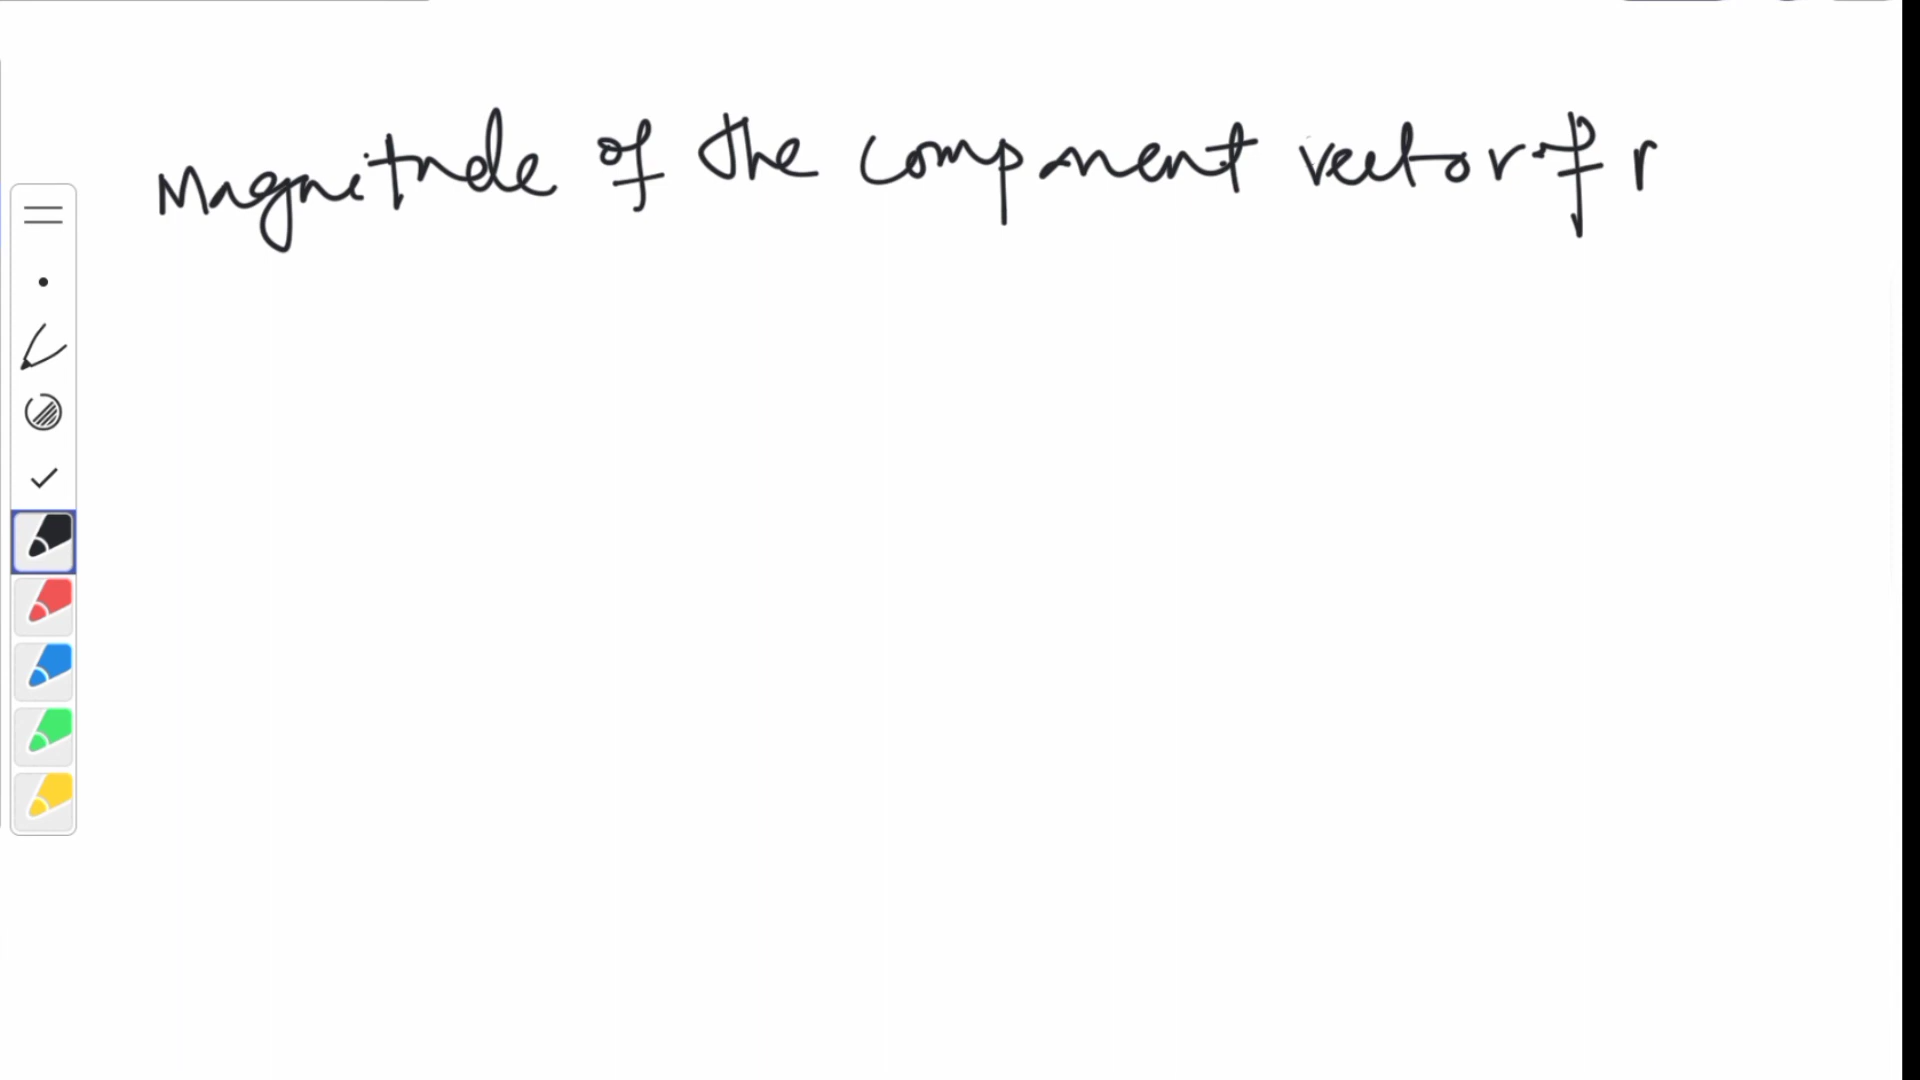 Magnitude of the component vector of r